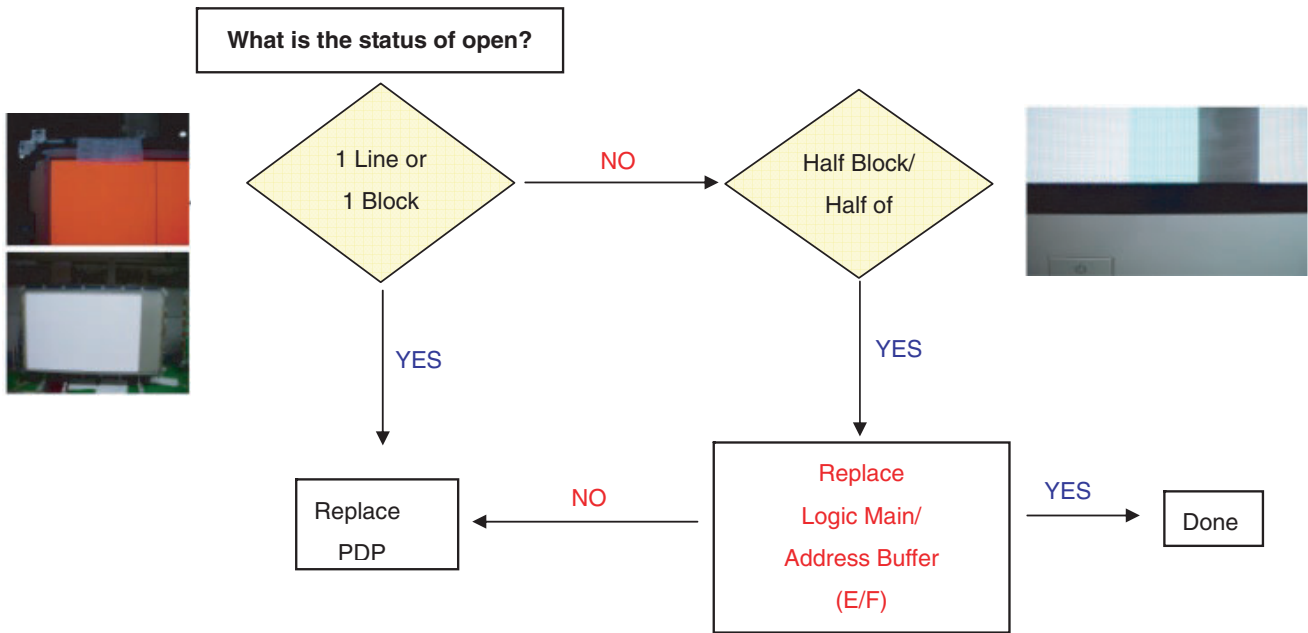 What is the status of open?
1 Line or
1 Block
NO
Half Block/
Half of
YES
YES
Replace
PDP
NO
Replace
Logic Main/
Address Buffer
(E/F)
YES
Done